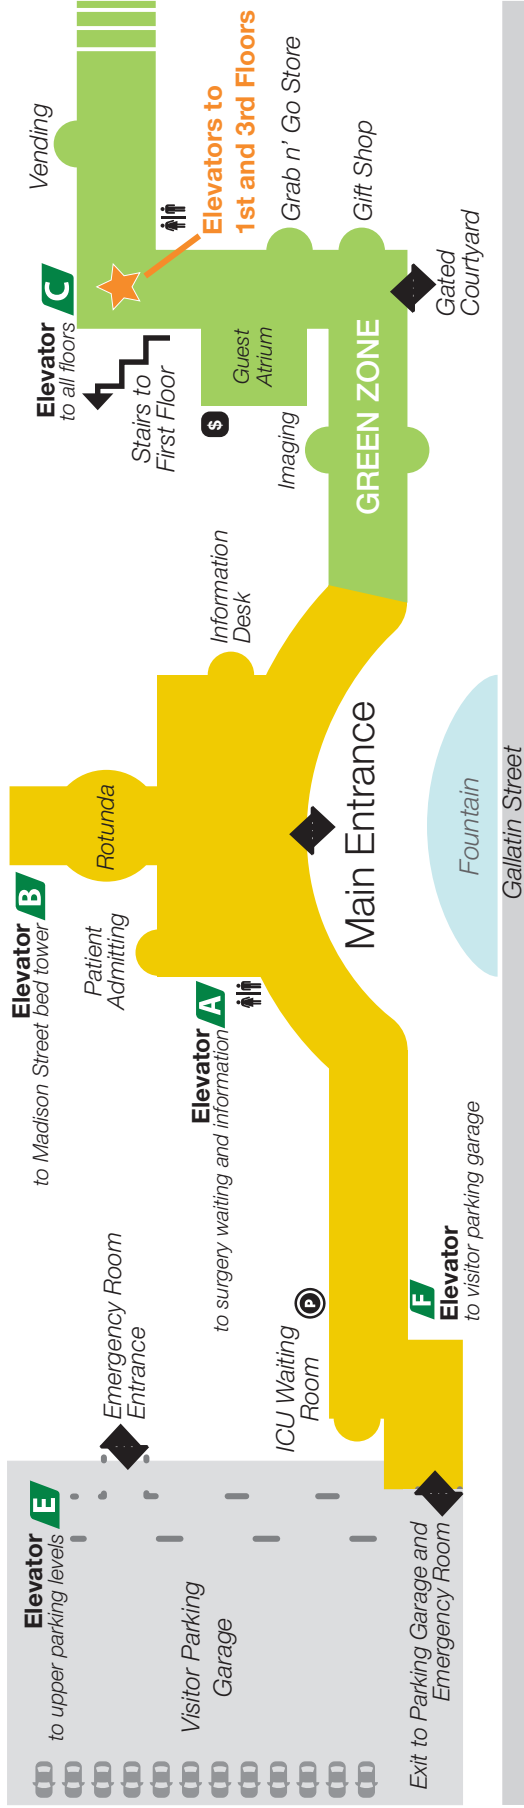 Elevator
to upper parking levels
E
Visitor Parking
Garage
Exit to Parking Garage and
Emergency Room
Emergency Room
Entrance
ICU Waiting
Room
P
F
Elevator
to visitor parking garage
Elevator
to Madison Street bed tower
B
Patient
Admitting
Elevator
to surgery waiting and information
A
Rotunda
Main Entrance
Fountain
Gallatin Street
Information
Desk
Elevator
to all floors
C
Stairs to
First Floor
$
Guest
Atrium
Imaging
GREEN ZONE
Vending
Elevators to
1st and 3rd Floors
Grab n' Go Store
Gift Shop
Gated
Courtyard